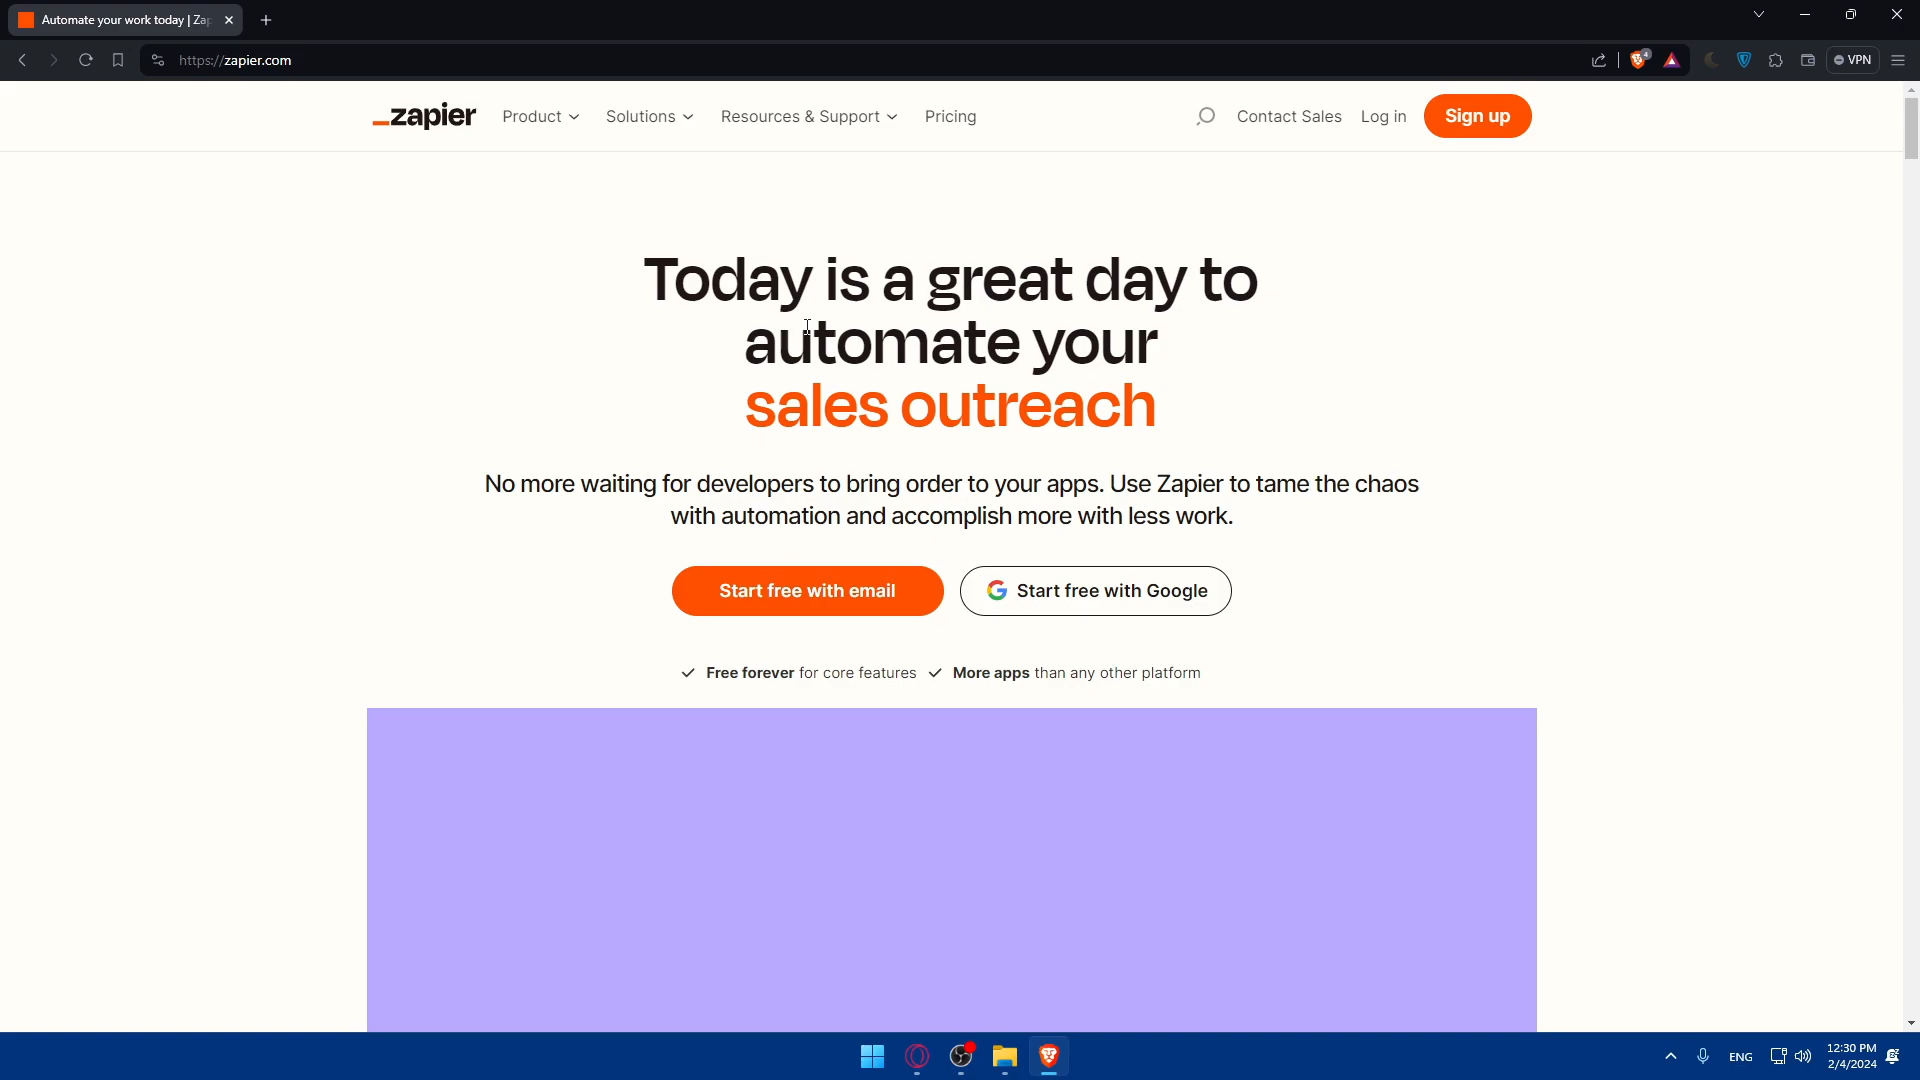 Automate your work today | Zap
https://zapier.com
4
VPN
zapier
Product
Solutions
Resources & Support
Pricing
Contact Sales
Log in
Sign up
Today is a great day to
automate your
sales outreach
No more waiting for developers to bring order to your apps. Use Zapier to tame the chaos
with automation and accomplish more with less work.
Start free with email
Start free with Google
Free forever for core features
More apps than any other platform
ENG
12:30 PM
2/4/2024